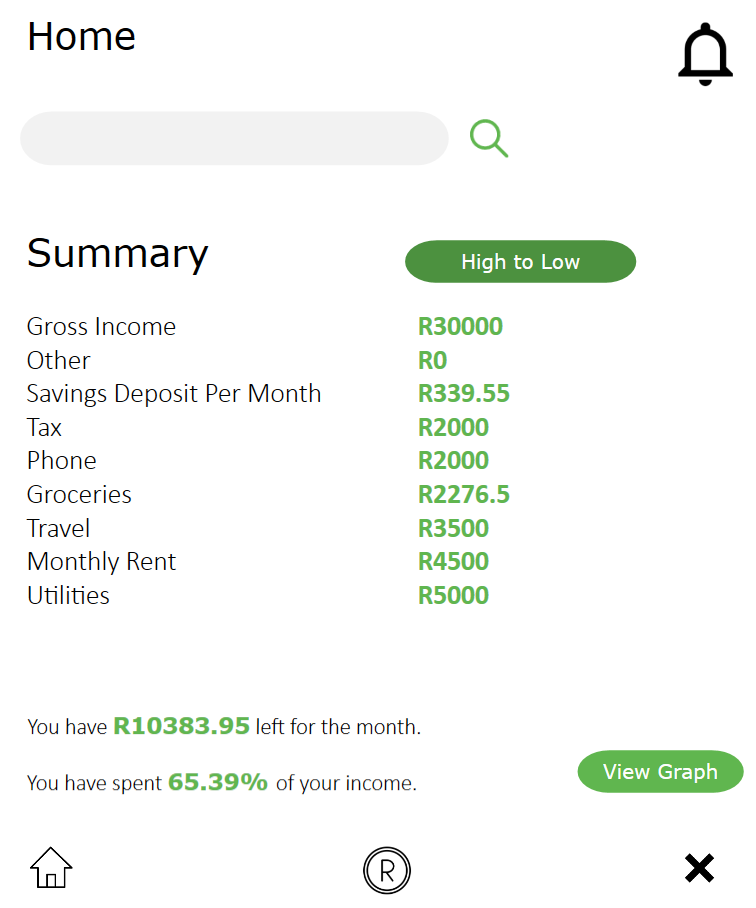 Home
Summary
High to Low
Gross Income R30000
Other R0
Savings Deposit Per Month R339.55
Tax R2000
Phone R2000
Groceries R2276.5
Travel R3500
Monthly Rent R4500
Utilities R5000
You have R10383.95 left for the month.
You have spent 65.39% of your income.
View Graph
R